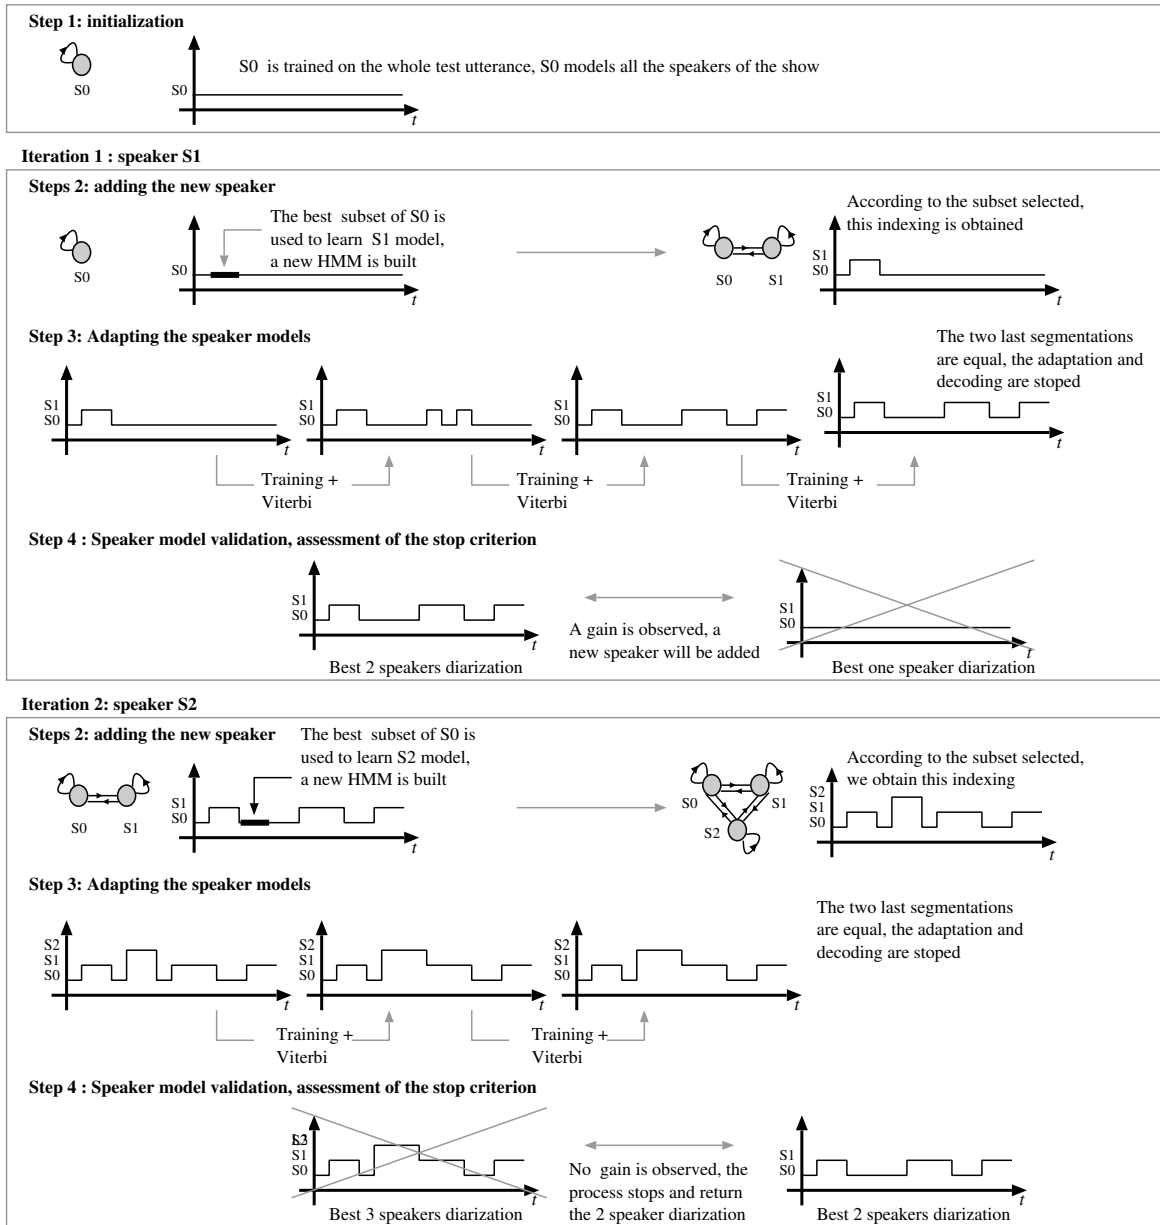 Step 1: initialization
S0 is trained on the whole test utterance, S0 models all the speakers of the show
S0
S0
t
Iteration 1 : speaker S1
Steps 2: adding the new speaker
The best subset of S0 is
used to learn S1 model,
a new HMM is built
According to the subset selected,
this indexing is obtained
S0
S0
t
S0
S1
S1
S0
t
Step 3: Adapting the speaker models
The two last segmentations
are equal, the adaptation and
decoding are stoped
S1
S0
t
S1
S0
t
S1
S0
t
S1
S0
t
Training +
Viterbi
Training +
Viterbi
Training +
Viterbi
Step 4 : Speaker model validation, assessment of the stop criterion
S1
S0
t
Best 2 speakers diarization
A gain is observed, a
new speaker will be added
S1
S0
t
Best one speaker diarization
Iteration 2: speaker S2
Steps 2: adding the new speaker
The best subset of S0 is
used to learn S2 model,
a new HMM is built
According to the subset selected,
we obtain this indexing
S0
S1
S1
S0
t
S0
S1
S2
S2
S1
S0
t
Step 3: Adapting the speaker models
The two last segmentations
are equal, the adaptation and
decoding are stoped
S2
S1
S0
t
S2
S1
S0
t
S2
S1
S0
t
Training +
Viterbi
Training +
Viterbi
Step 4 : Speaker model validation, assessment of the stop criterion
S1
S0
t
Best 3 speakers diarization
No gain is observed, the
process stops and return
the 2 speaker diarization
S1
S0
t
Best 2 speakers diarization